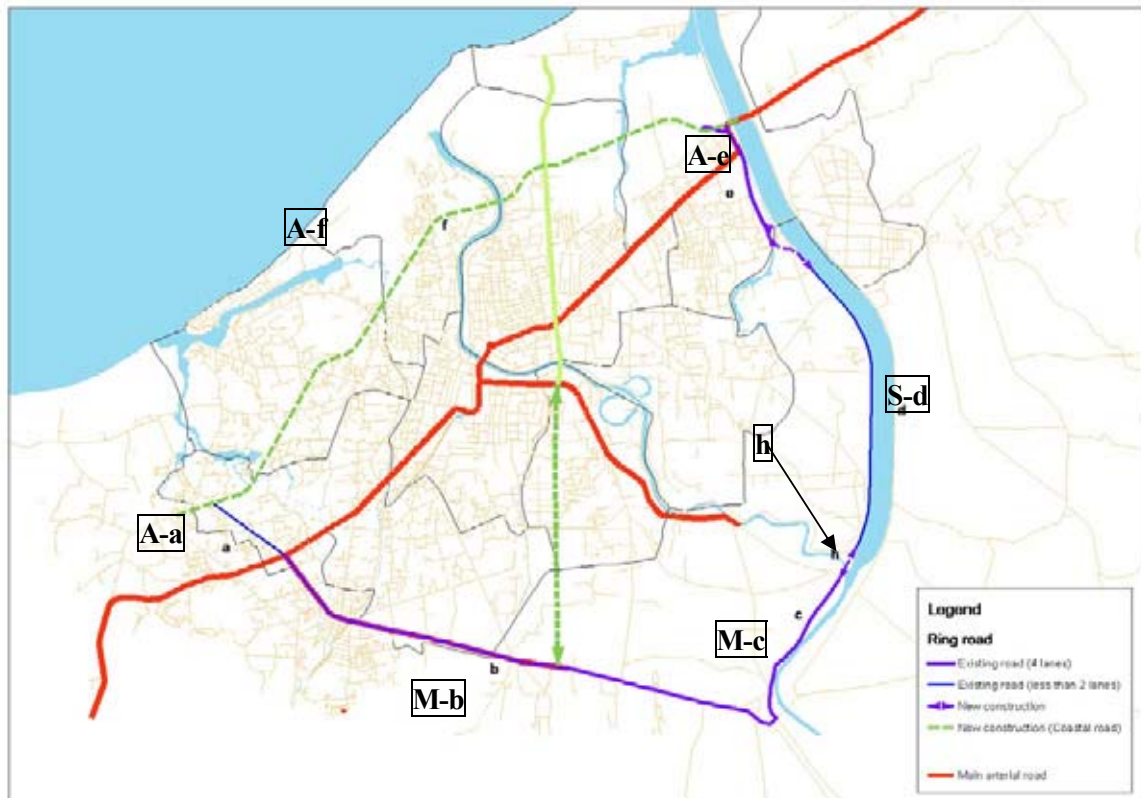 A-e
e
A-f
f
S-d
d
h
A-a
a
h
M-c
c
M-b
b
Legend
Ring road
Existing road (4 lanes)
Existing road (less than 2 lanes)
New construction
New construction (Coastal road)
Main arterial road